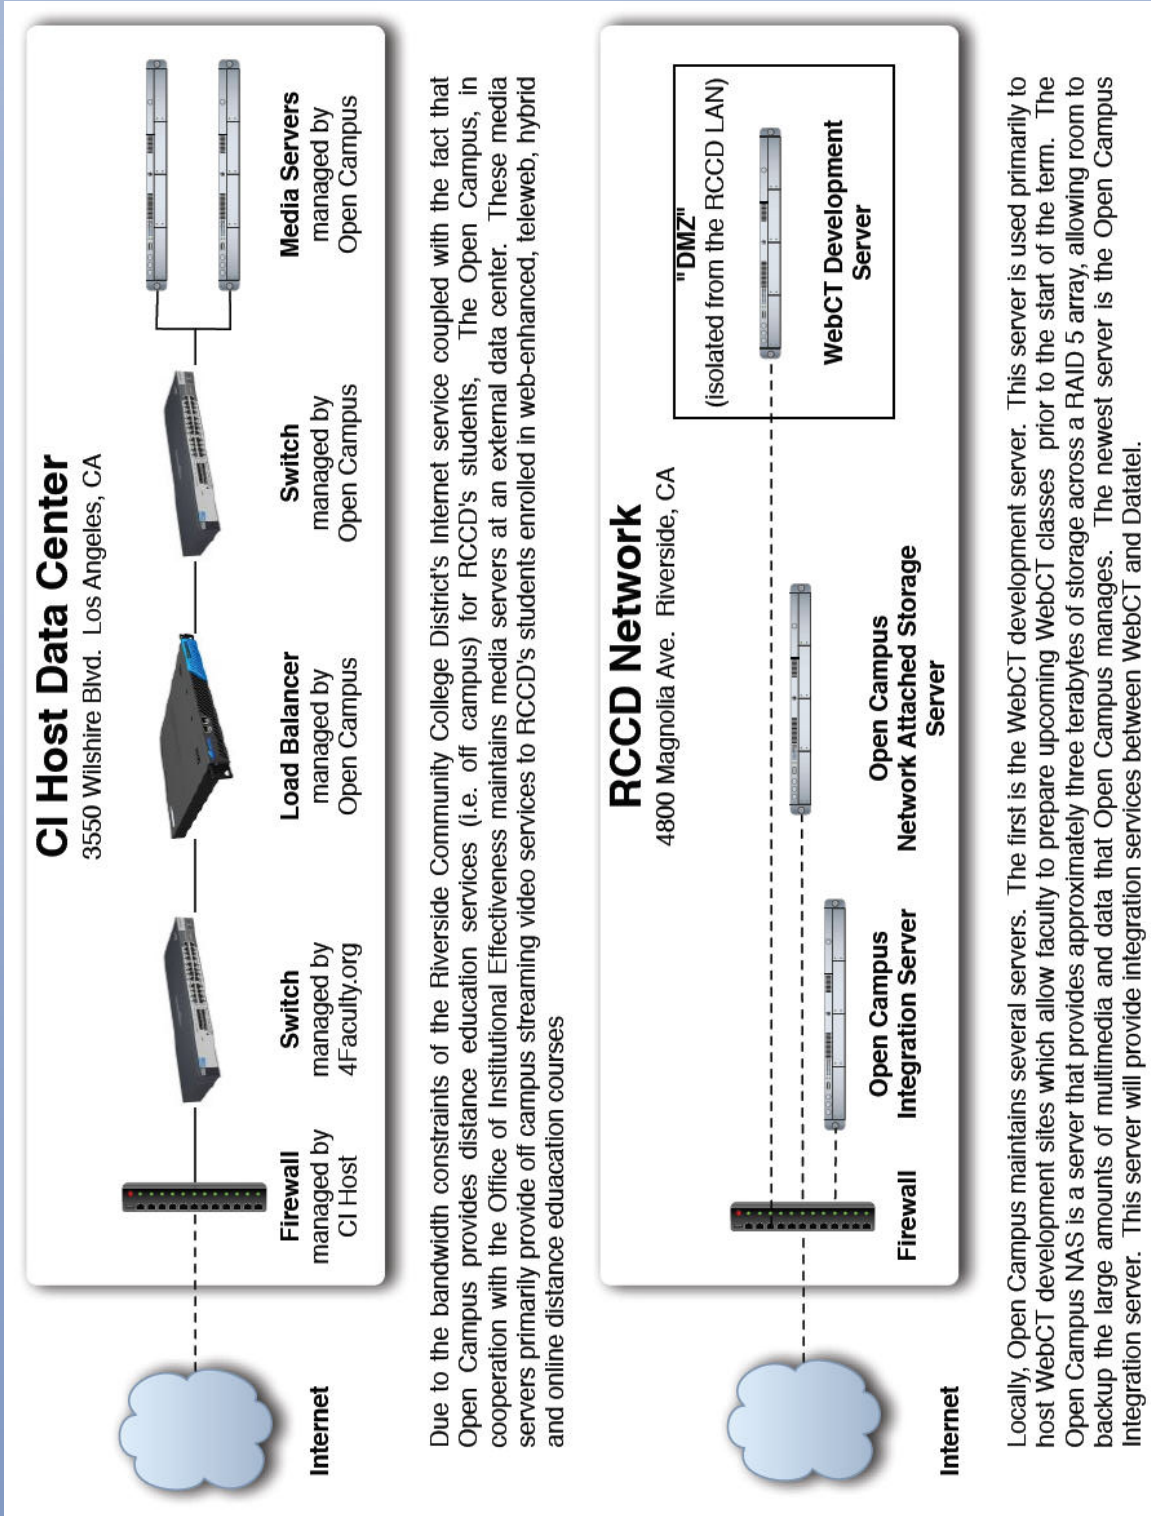 CI Host Data Center
3550 Wilshire Blvd.  Los Angeles, CA
Internet
Firewall
managed by
CI Host
Switch
managed by
4Faculty.org
Load Balancer
managed by
Open Campus
Switch
managed by
Open Campus
Media Servers
managed by
Open Campus
Due to the bandwidth constraints of the Riverside Community College District's Internet service coupled with the fact that
Open Campus provides distance education services (i.e. off campus) for RCCD's students,  The Open Campus, in
cooperation with the Office of Institutional Effectiveness maintains media servers at an external data center.  These media
servers primarily provide off campus streaming video services to RCCD's students enrolled in web-enhanced, teleweb, hybrid
and online distance education courses
RCCD Network
4800 Magnolia Ave.  Riverside, CA
Internet
Firewall
Open Campus
Integration Server
Open Campus
Network Attached Storage
Server
"DMZ"
(isolated from the RCCD LAN)
WebCT Development
Server
Locally, Open Campus maintains several servers.  The first is the WebCT development server.  This server is used primarily to
host WebCT development sites which allow faculty to prepare upcoming WebCT classes  prior to the start of the term.  The
Open Campus NAS is a server that provides approximately three terabytes of storage across a RAID 5 array, allowing room to
backup the large amounts of multimedia and data that Open Campus manages.  The newest server is the Open Campus
Integration server.  This server will provide integration services between WebCT and Datatel.